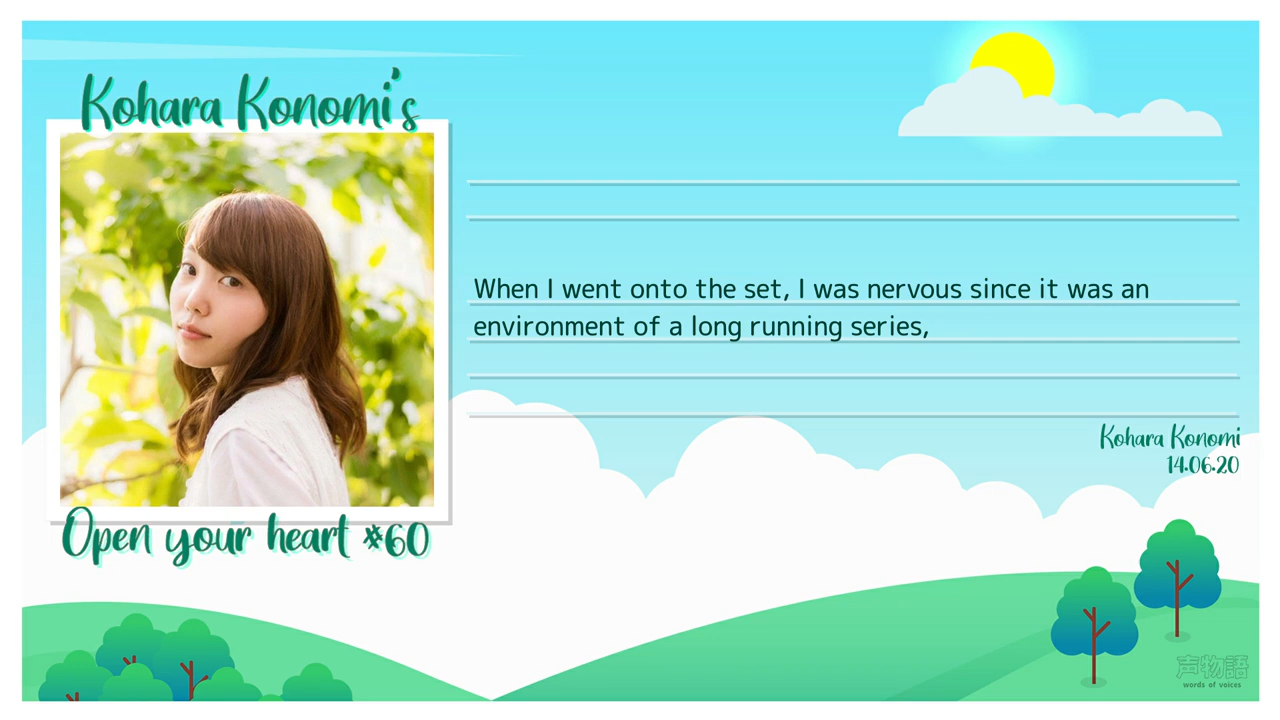 Kohara Konomi's
When I went onto the set, I was nervous since it was an
environment of a long running series,
Kohara Konomi
14.06.20
Open your heart #60
声物語
words of voices